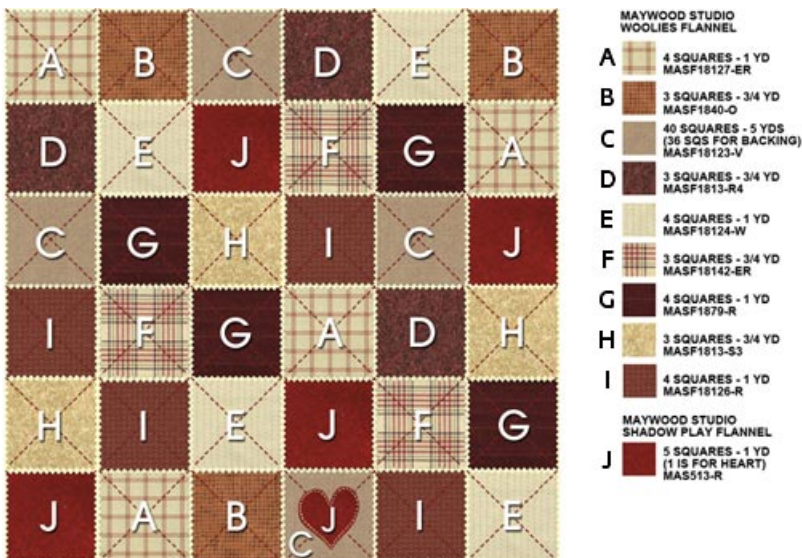 A B C D E B
D E J F G A
C G H I C J
I F G A D H
H I E J F G
J A B J I E
C
MAYWOOD STUDIO
WOOLIES FLANNEL
A 4 SQUARES - 1 YD
MASF18127-ER
B 3 SQUARES - 3/4 YD
MASF1840-O
C 40 SQUARES - 5 YDS
(36 SQS FOR BACKING)
MASF18123-V
D 3 SQUARES - 3/4 YD
MASF1813-R4
E 4 SQUARES - 1 YD
MASF18124-W
F 3 SQUARES - 3/4 YD
MASF18142-ER
G 4 SQUARES - 1 YD
MASF1879-R
H 3 SQUARES - 3/4 YD
MASF1813-S3
I 4 SQUARES - 1 YD
MASF18126-R
MAYWOOD STUDIO
SHADOW PLAY FLANNEL
J 5 SQUARES - 1 YD
(1 IS FOR HEART)
MAS513-R